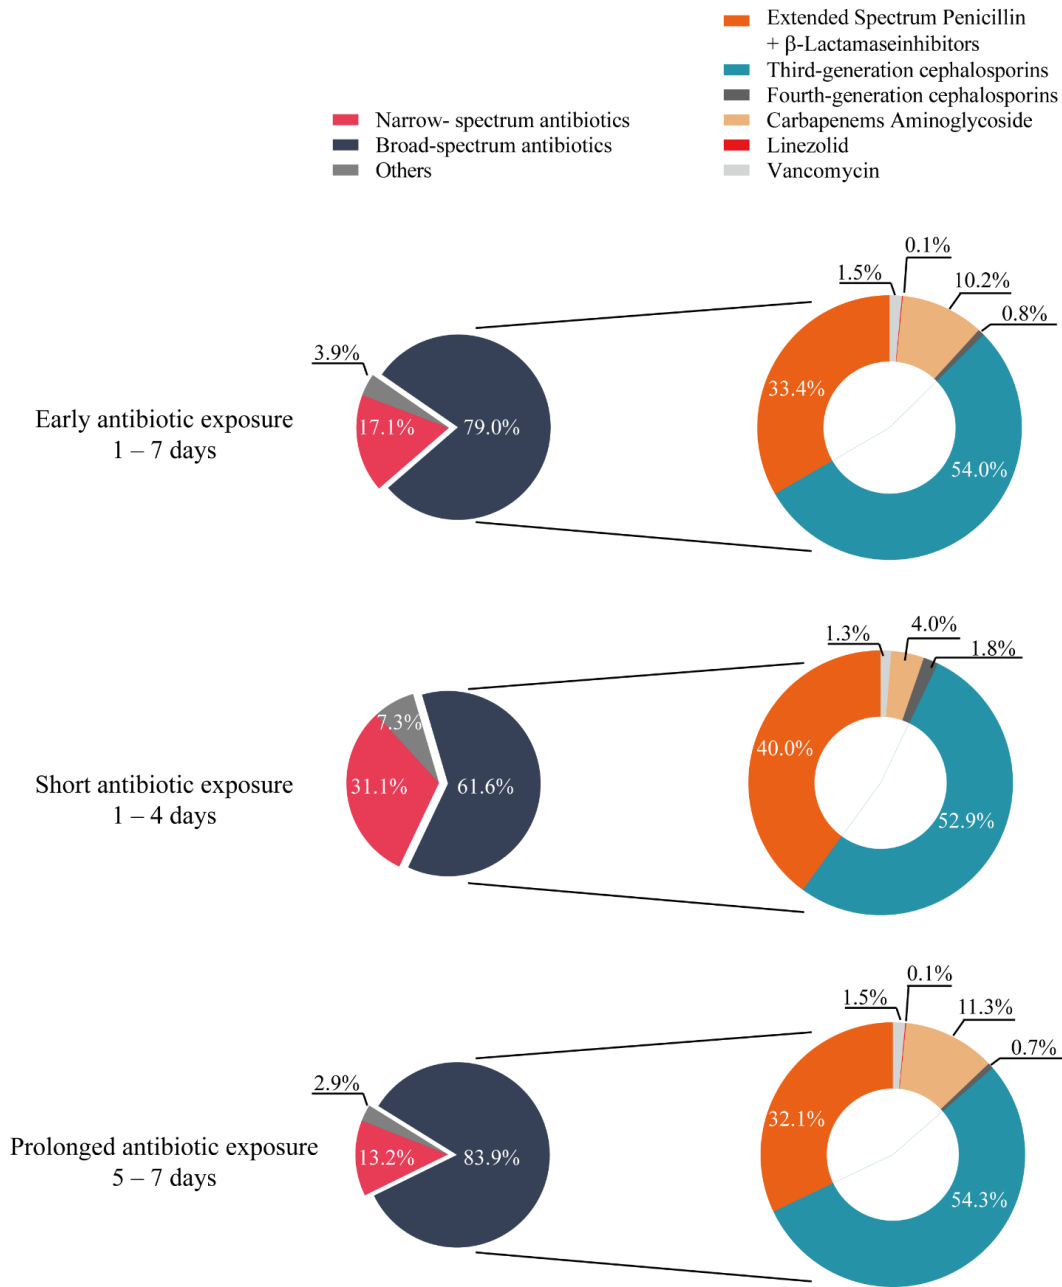 Narrow- spectrum antibiotics
Broad-spectrum antibiotics
Others
Extended Spectrum Penicillin
+ β-Lactamaseinhibitors
Third-generation cephalosporins
Fourth-generation cephalosporins
Carbapenems Aminoglycoside
Linezolid
Vancomycin
Early antibiotic exposure
1 – 7 days
3.9%
17.1%
79.0%
1.5%
0.1%
10.2%
0.8%
33.4%
54.0%
Short antibiotic exposure
1 – 4 days
7.3%
31.1%
61.6%
1.3%
4.0%
1.8%
40.0%
52.9%
Prolonged antibiotic exposure
5 – 7 days
2.9%
13.2%
83.9%
1.5%
0.1%
11.3%
0.7%
32.1%
54.3%